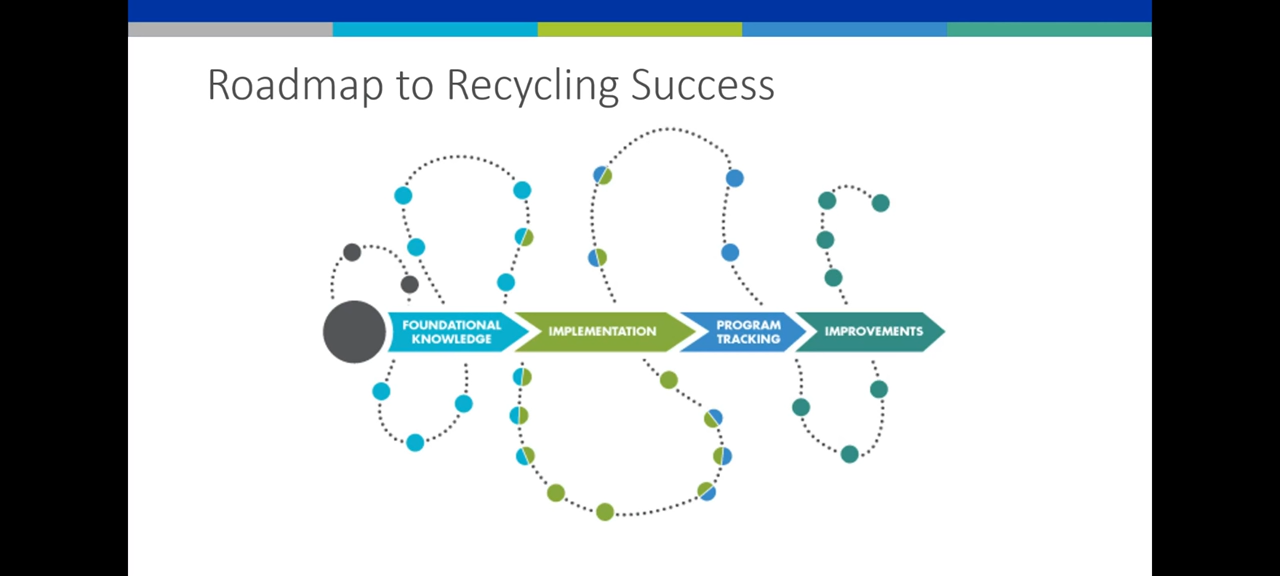 Roadmap to Recycling Success
FOUNDATIONAL
KNOWLEDGE
IMPLEMENTATION
PROGRAM
TRACKING
IMPROVEMENTS